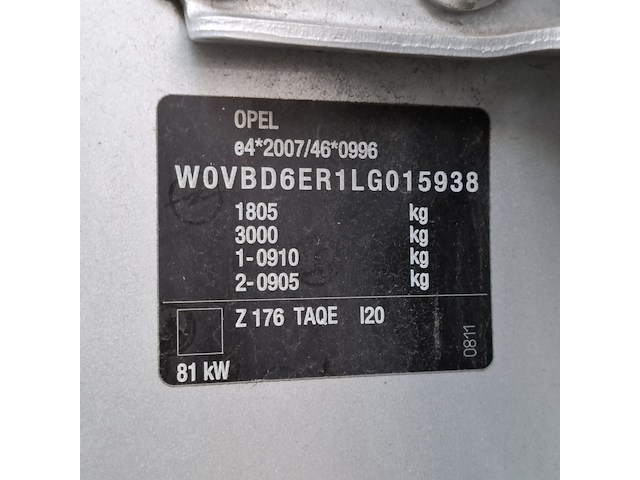 OPEL
e4*2007/46*0996
W0VBD6ER1LG015938
1805 kg
3000 kg
1-0910 kg
2-0905 kg
Z 176 TAQE I20
81 kW
0811